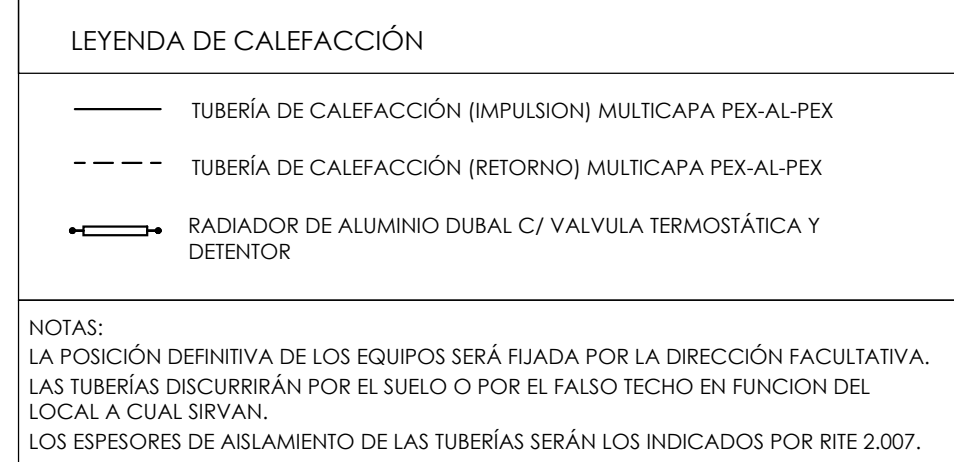 LEYENDA DE CALEFACCIÓN
TUBERÍA DE CALEFACCIÓN (IMPULSION) MULTICAPA PEX-AL-PEX
TUBERÍA DE CALEFACCIÓN (RETORNO) MULTICAPA PEX-AL-PEX
RADIADOR DE ALUMINIO DUBAL C/ VALVULA TERMOSTÁTICA Y
DETENTOR
NOTAS:
LA POSICIÓN DEFINITIVA DE LOS EQUIPOS SERÁ FIJADA POR LA DIRECCIÓN FACULTATIVA.
LAS TUBERÍAS DISCURRIRÁN POR EL SUELO O POR EL FALSO TECHO EN FUNCION DEL
LOCAL A CUAL SIRVAN.
LOS ESPESORES DE AISLAMIENTO DE LAS TUBERÍAS SERÁN LOS INDICADOS POR RITE 2.007.